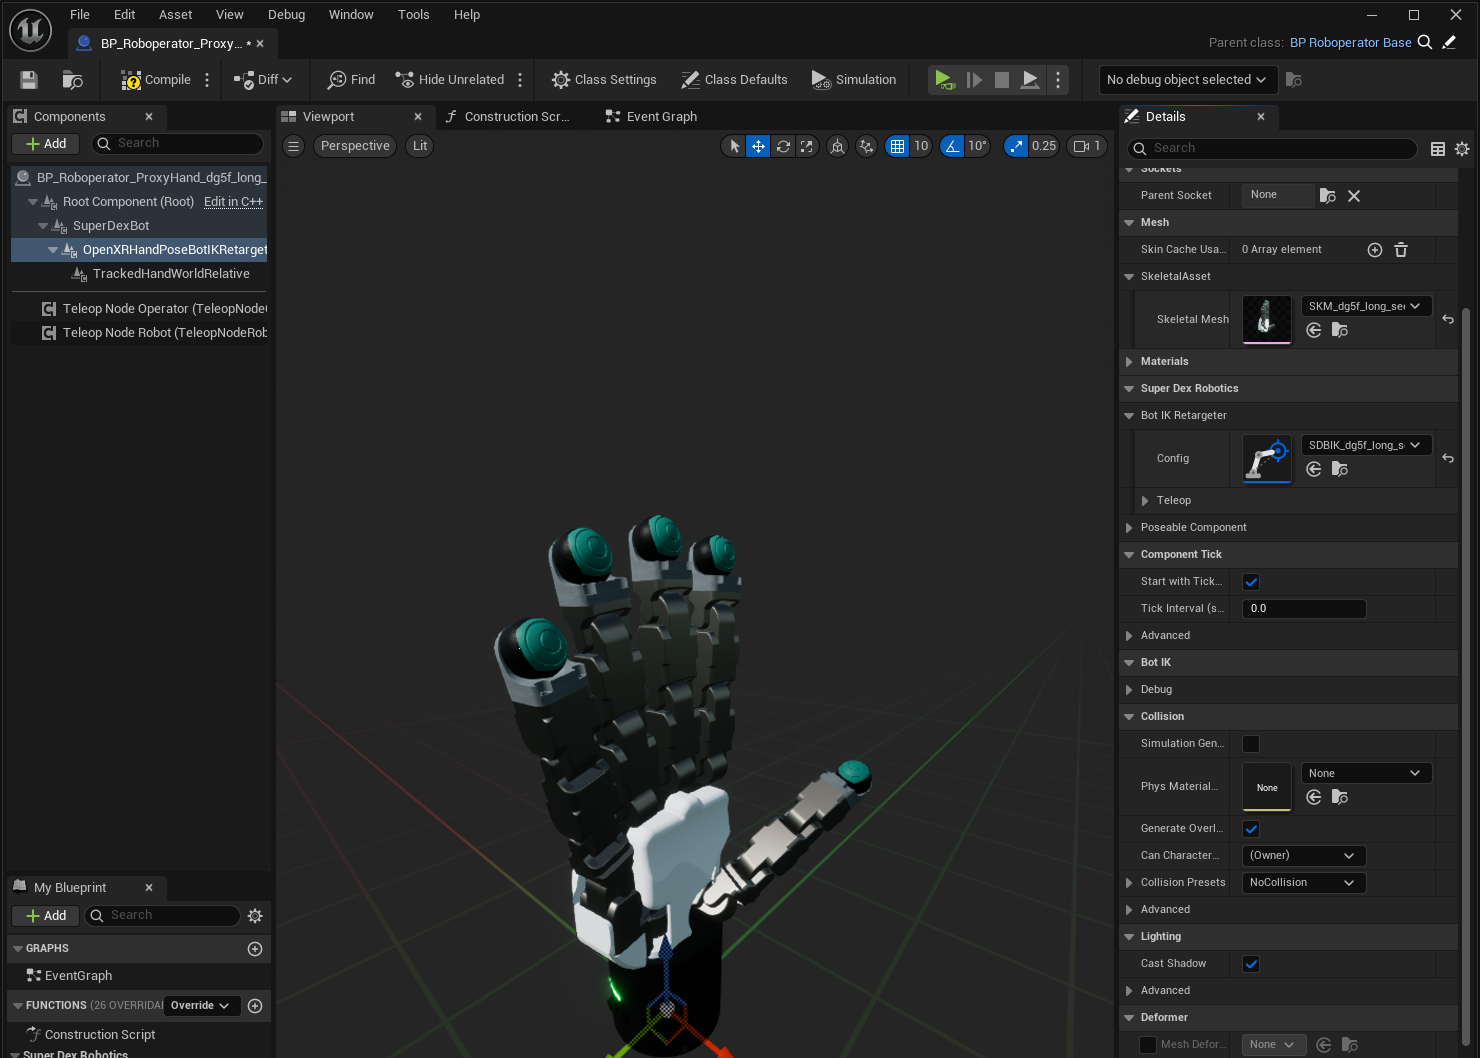 File Edit Asset View Debug Window Tools Help
BP_Roboperator_Proxy... •
Parent class: BP Roboperator Base
Compile Diff Find Hide Unrelated Class Settings Class Defaults Simulation No debug object selected
Components
Add Search
BP_Roboperator_ProxyHand_dg5f_long_
Root Component (Root) Edit in C++
SuperDexBot
OpenXRHandPoseBotIKRetarget
TrackedHandWorldRelative
Teleop Node Operator (TeleopNode
Teleop Node Robot (TeleopNodeRob
My Blueprint
Add Search
GRAPHS
EventGraph
FUNCTIONS (26 OVERRIDA Override
Construction Script
Super Dex Robotics
Viewport Construction Scr... Event Graph
Perspective Lit 10 10° 0.25 1
Details
Search
Sockets
Parent Socket None
Mesh
Skin Cache Usa... 0 Array element
SkeletalAsset
Skeletal Mesh SKM_dg5f_long_se
Materials
Super Dex Robotics
Bot IK Retargeter
Config SDBIK_dg5f_long_s
Teleop
Poseable Component
Component Tick
Start with Tick...
Tick Interval (s... 0.0
Advanced
Bot IK
Debug
Collision
Simulation Gen...
Phys Material... None None
Generate Overl...
Can Character... (Owner)
Collision Presets NoCollision
Advanced
Lighting
Cast Shadow
Advanced
Deformer
Mesh Defor... None